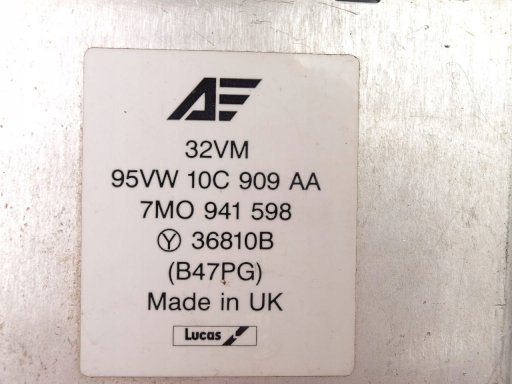 AE
32VM
95VW 10C 909 AA
7MO 941 598
Ⓨ 36810B
(B47PG)
Made in UK
Lucas